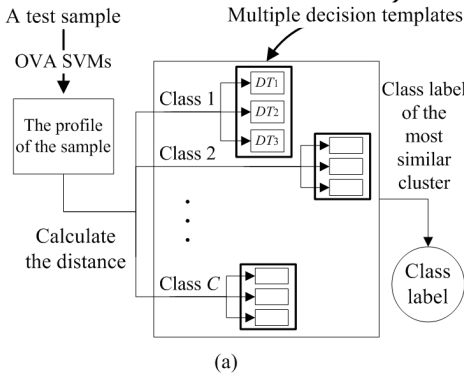 A test sample
Multiple decision templates
OVA SVMs
The profile
of the sample
Class 1
DT1
DT2
DT3
Class 2
Class label
of the
most
similar
cluster
Calculate
the distance
Class C
Class
label
(a)